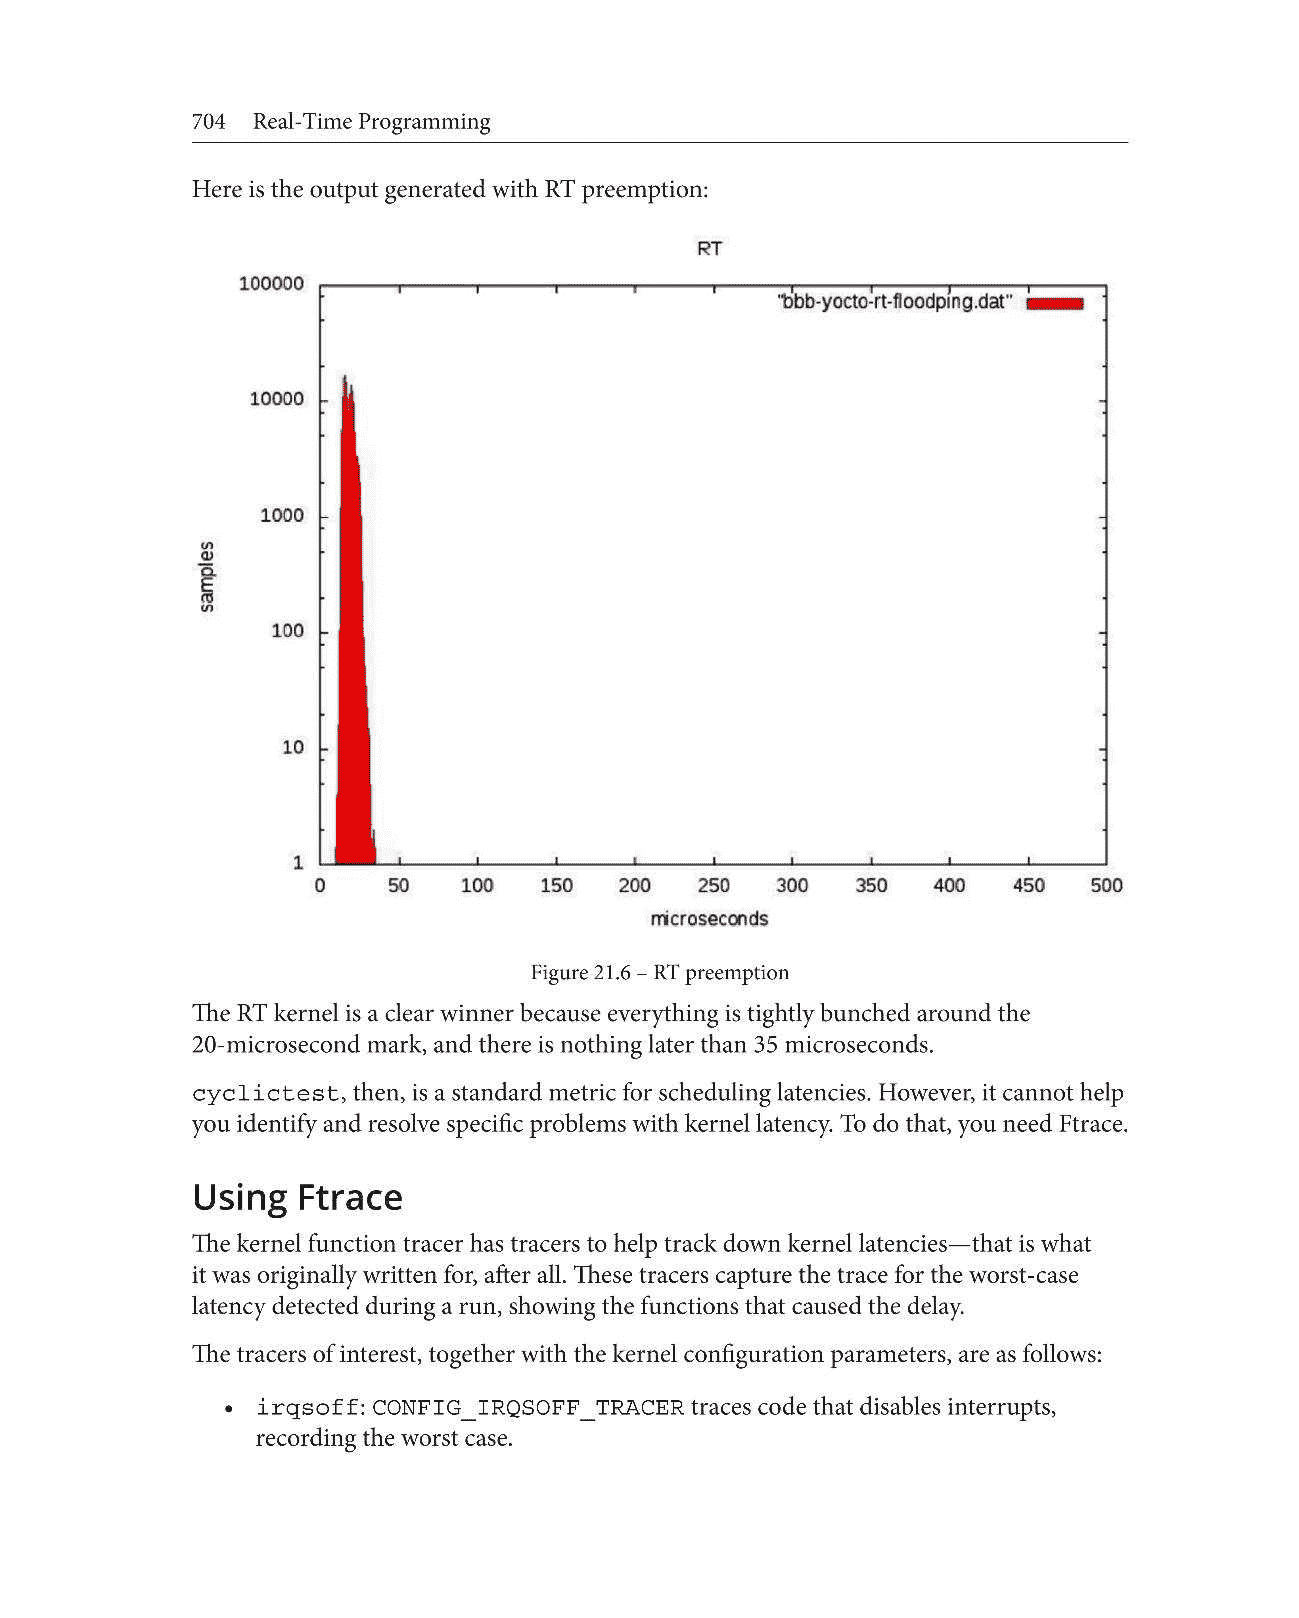 704 Real-Time Programming
Here is the output generated with RT preemption:
RT
"bbb-yocto-rt-floodping.dat"
100000
10000
1000
100
10
1
samples
0 50 100 150 200 250 300 350 400 450 500
microseconds
Figure 21.6 – RT preemption
The RT kernel is a clear winner because everything is tightly bunched around the
20-microsecond mark, and there is nothing later than 35 microseconds.
cyclictest, then, is a standard metric for scheduling latencies. However, it cannot help
you identify and resolve specific problems with kernel latency. To do that, you need Ftrace.
Using Ftrace
The kernel function tracer has tracers to help track down kernel latencies—that is what
it was originally written for, after all. These tracers capture the trace for the worst-case
latency detected during a run, showing the functions that caused the delay.
The tracers of interest, together with the kernel configuration parameters, are as follows:
• irqsoff: CONFIG_IRQSOFF_TRACER traces code that disables interrupts,
recording the worst case.